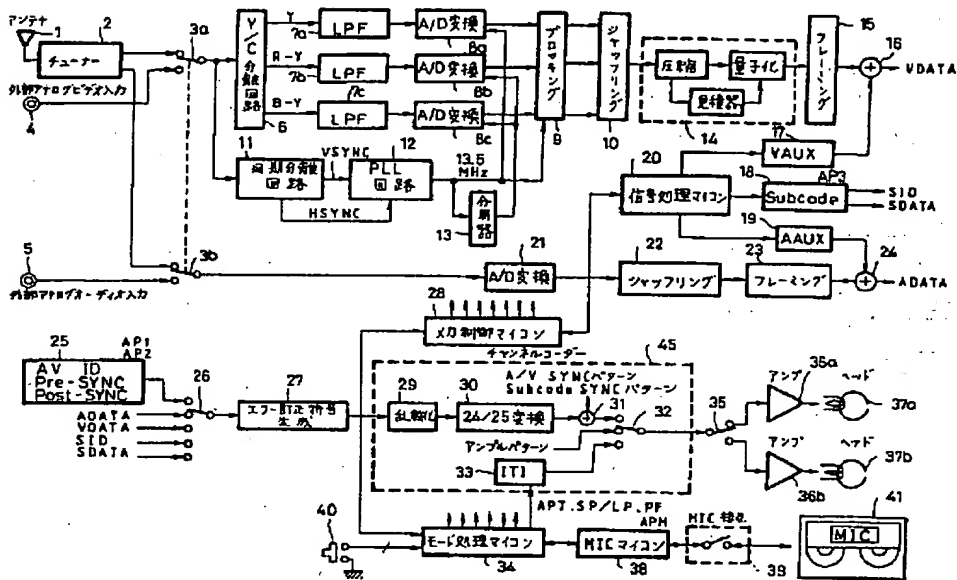 アンテナ
1
2
チューナー
3a
外部アナログビデオ入力
4
Y/C分離回路
6
Y
R-Y
B-Y
LPF
7a
LPF
7b
LPF
7c
A/D変換
8a
A/D変換
8b
A/D変換
8c
ブロッキング
9
シャフリング
10
圧縮器
量子化
見積器
14
15
フレーミング
16
VDATA
11
同期分離回路
VSYNC
HSYNC
12
PLL回路
13.5
MHz
分周器
13
20
信号処理マイコン
17
VAUX
18
AP3
Subcode
SID
SDATA
19
AAUX
5
外部アナログオーディオ入力
3b
21
A/D変換
22
シャッフリング
23
フレーミング
24
ADATA
28
メカ制御マイコン
25
AP1
AP2
AV ID
Pre-SYNC
Post-SYNC
26
ADATA
VDATA
SID
SDATA
27
エラー訂正符号
生成
チャンネルコーダー
45
A/V SYNCパターン
Subcode SYNCパターン
29
乱数化
30
24/25変換
31
32
アンブルパターン
33
ITI
35
アンプ
36a
ヘッド
37a
アンプ
36b
ヘッド
37b
APT.SP/LP.PF
40
モード処理マイコン
34
APM
MICマイコン
38
MIC接点
39
41
MIC